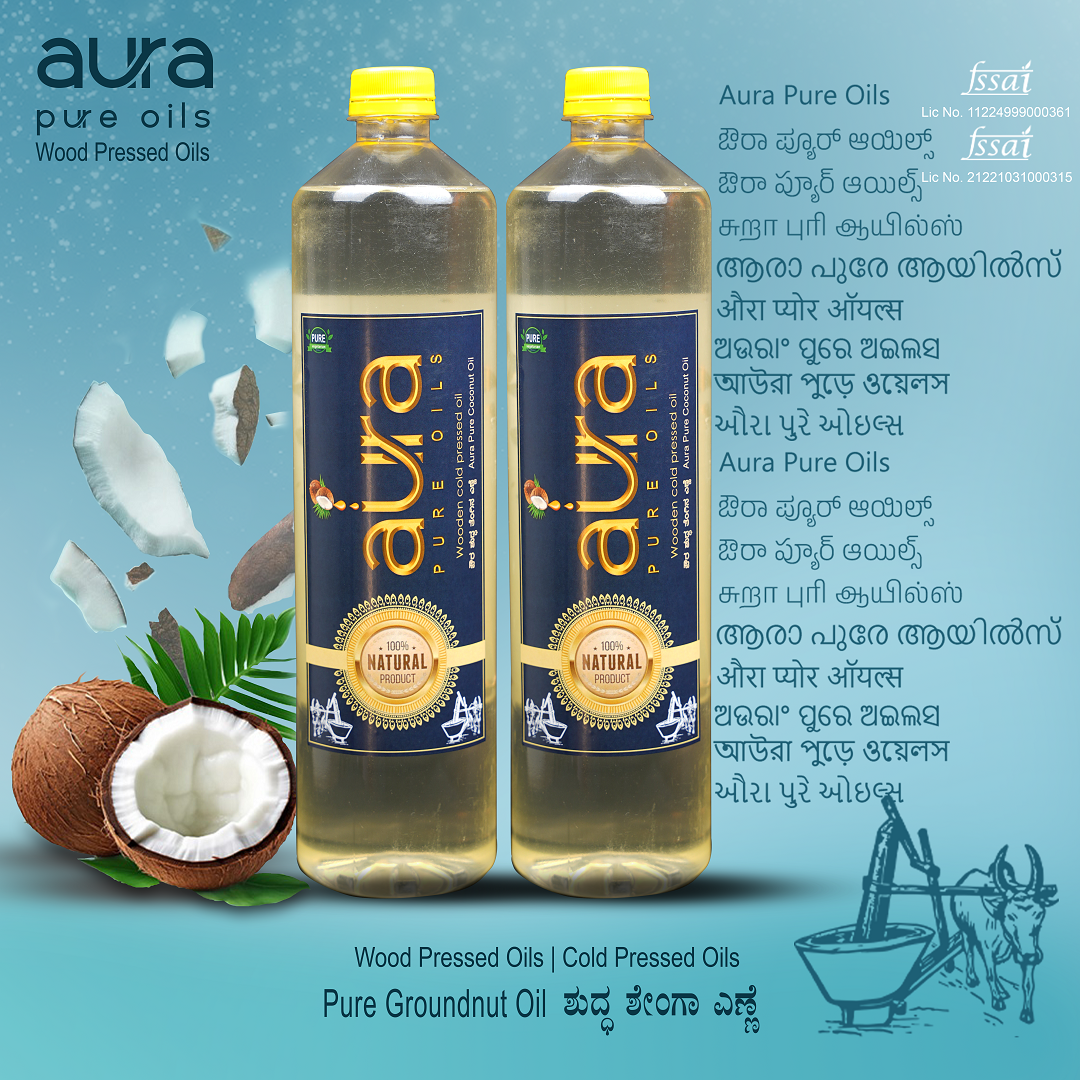 aura
pure oils
Wood Pressed Oils
fssai
Lic No. 11224999000361
fssai
Lic No. 21221031000315
Aura Pure Oils
ಔರಾ ಪ್ಯೂರ್ ಆಯಿಲ್ಸ್
ఔరా ప్యూర్ ఆయిల్స్
சுறா புரி ஆயில்ஸ்
ആരാ പുരേ ആയിൽസ്
औरा प्योर ऑयल्स
ଅଉରାଂ ପୁରେ ଅଇଲସ
আউরা পুড়ে ওয়েলস
ઔરા પુરે ઓઇલ્સ
Aura Pure Oils
ಔರಾ ಪ್ಯೂರ್ ಆಯಿಲ್ಸ್
ఔరా ప్యూర్ ఆయిల్స్
சுறா புரி ஆயில்ஸ்
ആരാ പുരേ ആയിൽസ്
औरा प्योर ऑयल्स
ଅଉରାଂ ପୁରେ ଅଇଲସ
আউরা পুড়ে ওয়েলস
ઔરા પુરે ઓઇલ્સ
PURE
aura
PURE OILS
Wooden cold pressed oil
Aura Pure Coconut Oil
100%
NATURAL
PRODUCT
PURE
aura
PURE OILS
Wooden cold pressed oil
Aura Pure Coconut Oil
100%
NATURAL
PRODUCT
Wood Pressed Oils | Cold Pressed Oils
Pure Groundnut Oil ಶುದ್ಧ ಶೇಂಗಾ ಎಣ್ಣೆ